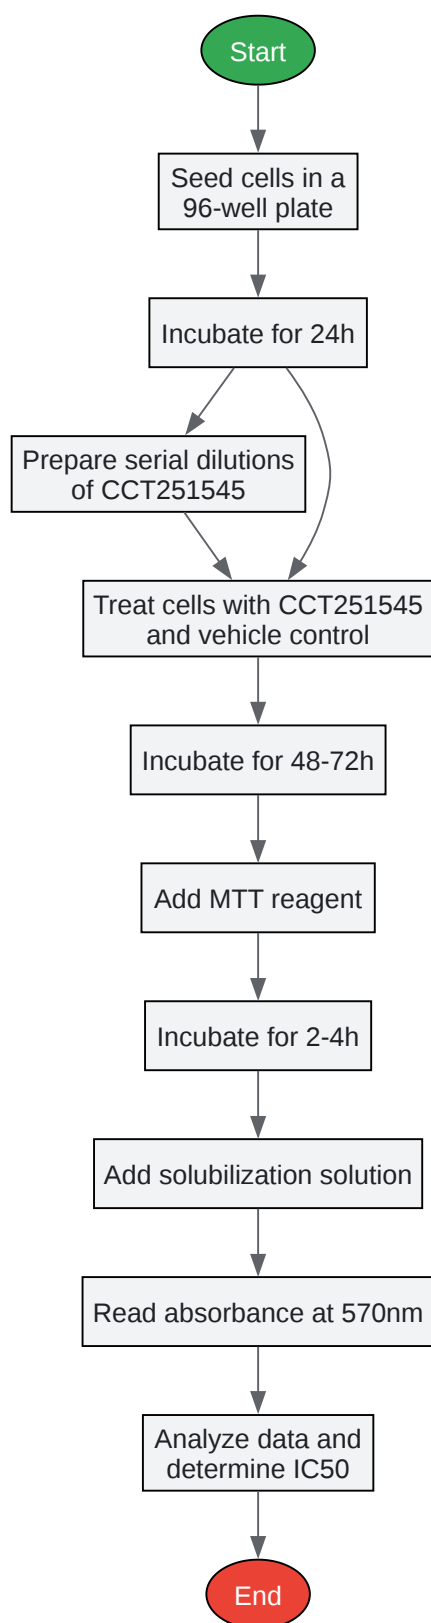 Start
Seed cells in a
96-well plate
Incubate for 24h
Prepare serial dilutions
of CCT251545
Treat cells with CCT251545
and vehicle control
Incubate for 48-72h
Add MTT reagent
Incubate for 2-4h
Add solubilization solution
Read absorbance at 570nm
Analyze data and
determine IC50
End